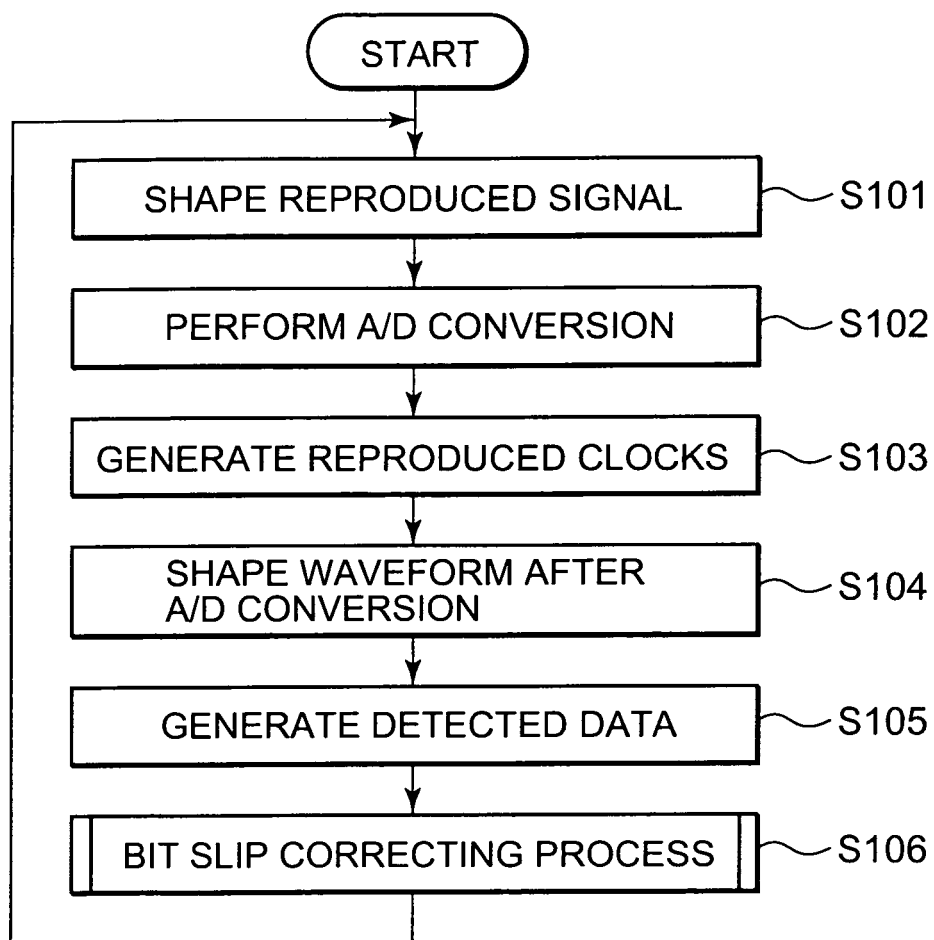 START
SHAPE REPRODUCED SIGNAL S101
PERFORM A/D CONVERSION S102
GENERATE REPRODUCED CLOCKS S103
SHAPE WAVEFORM AFTER
A/D CONVERSION S104
GENERATE DETECTED DATA S105
BIT SLIP CORRECTING PROCESS S106